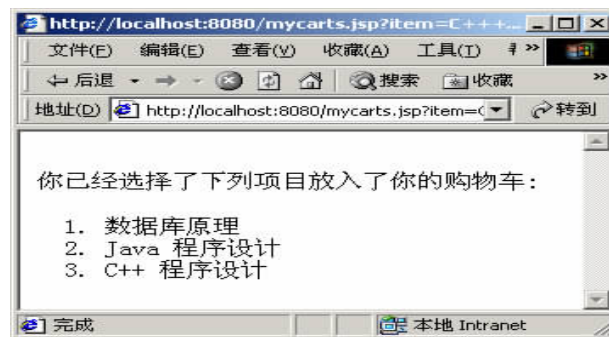 http://localhost:8080/mycarts.jsp?item=C+++...
文件(F) 编辑(E) 查看(V) 收藏(A) 工具(T) »
后退 搜索 收藏 »
地址(D) http://localhost:8080/mycarts.jsp?item=( 转到
你已经选择了下列项目放入了你的购物车:
1. 数据库原理
2. Java 程序设计
3. C++ 程序设计
完成 本地 Intranet